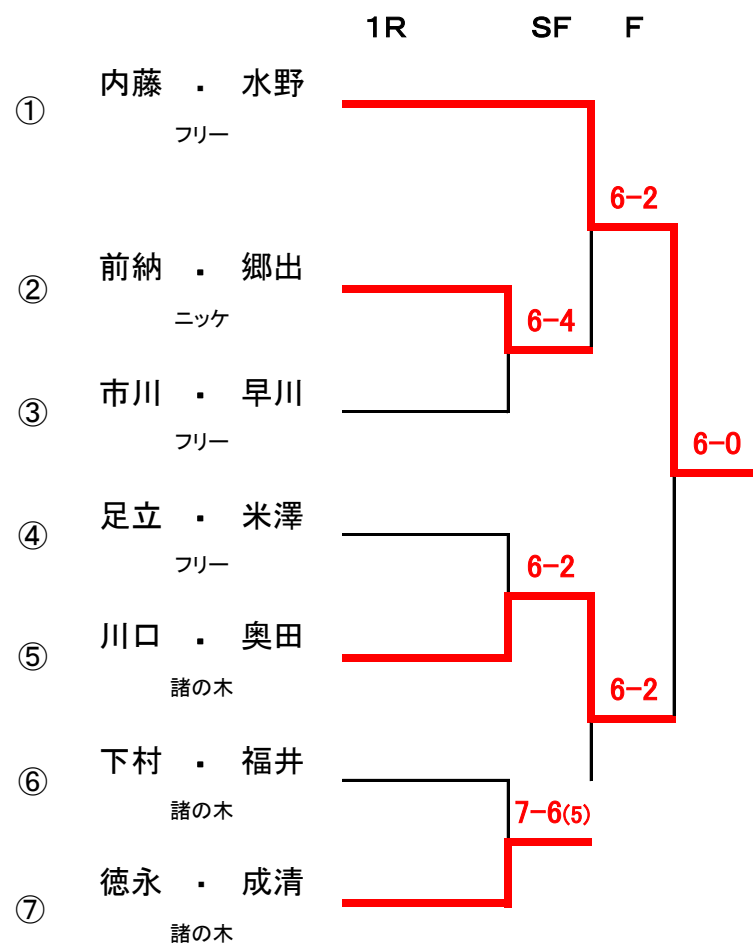 1R SF F
① 内藤 ・ 水野
フリー
6-2
② 前納 ・ 郷出
ニッケ
6-4
③ 市川 ・ 早川
フリー
6-0
④ 足立 ・ 米澤
フリー
6-2
⑤ 川口 ・ 奥田
諸の木
6-2
⑥ 下村 ・ 福井
諸の木
7-6(5)
⑦ 徳永 ・ 成清
諸の木